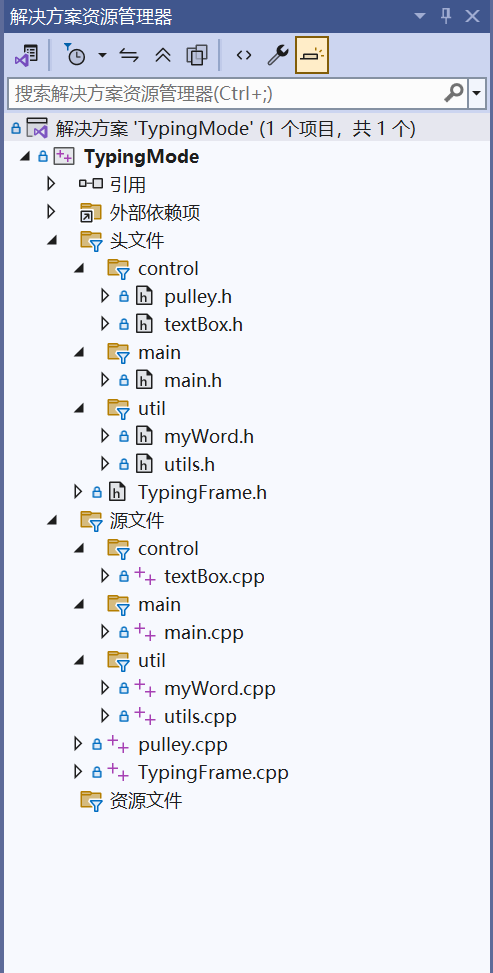 解决方案资源管理器
搜索解决方案资源管理器(Ctrl+;)
解决方案 'TypingMode' (1 个项目，共 1 个)
TypingMode
引用
外部依赖项
头文件
control
pulley.h
textBox.h
main
main.h
util
myWord.h
utils.h
TypingFrame.h
源文件
control
textBox.cpp
main
main.cpp
util
myWord.cpp
utils.cpp
pulley.cpp
TypingFrame.cpp
资源文件